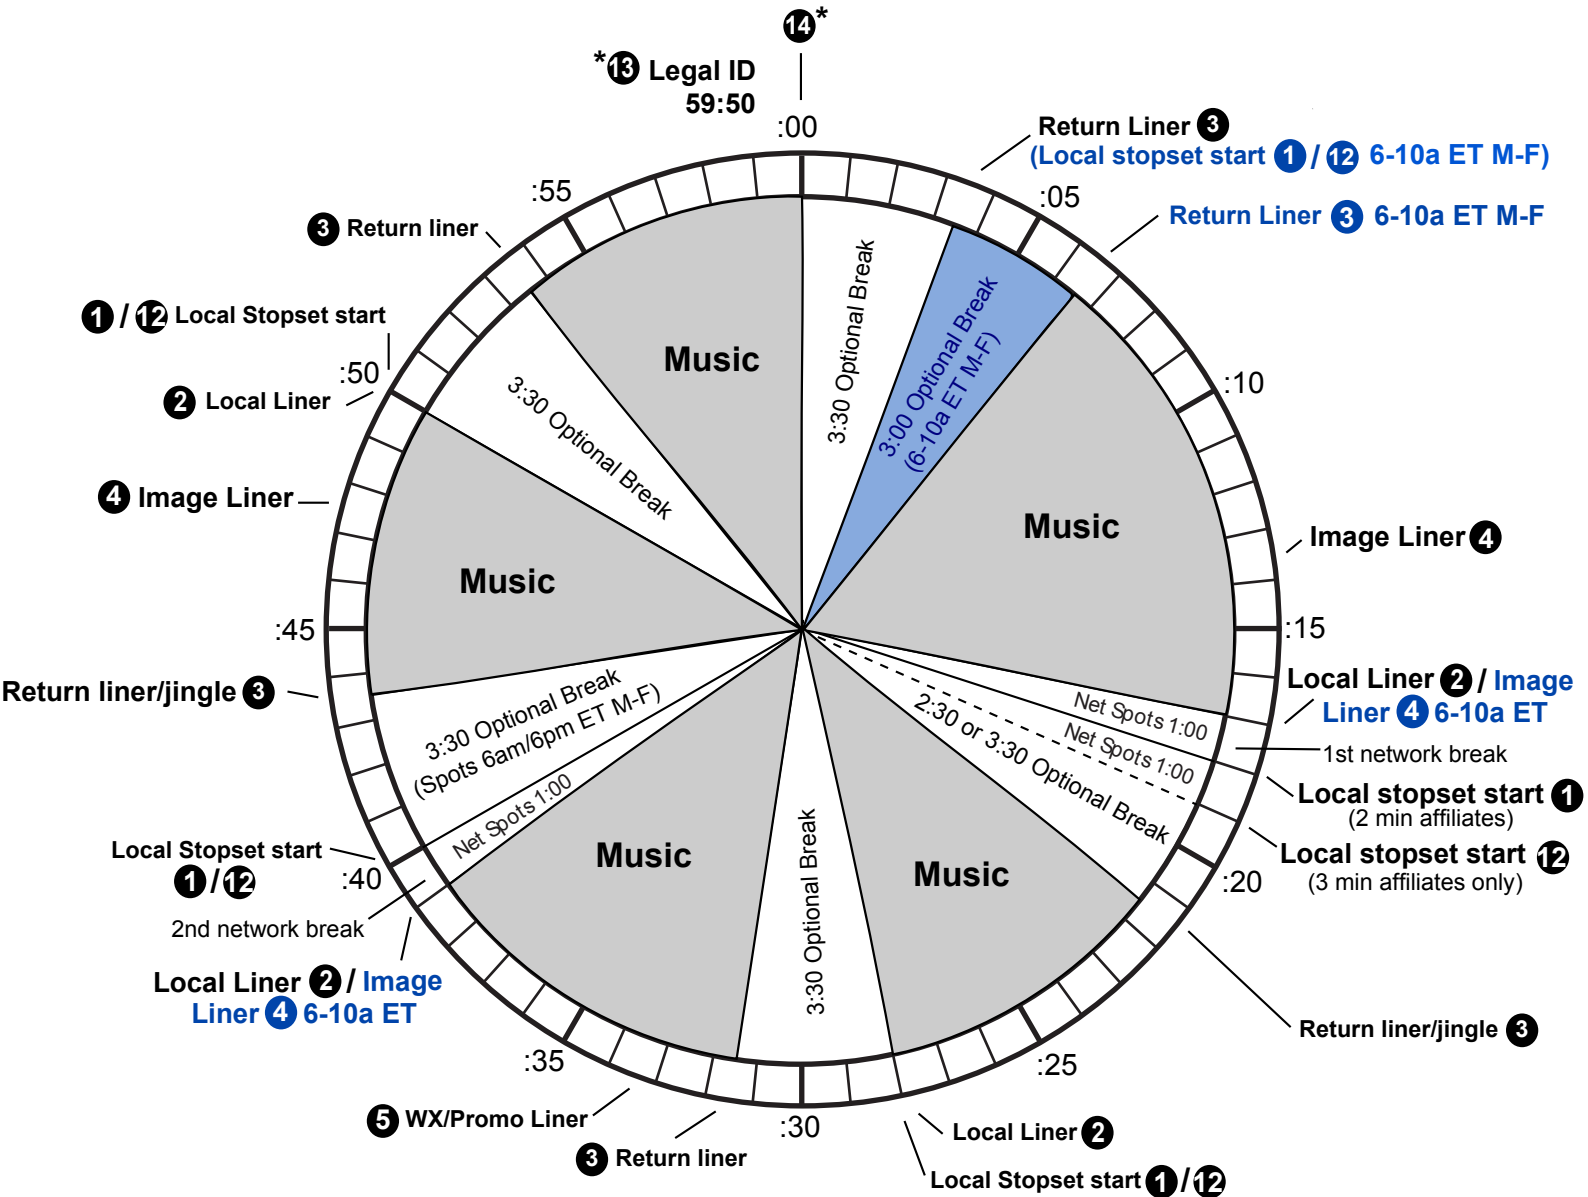 14*
*13 Legal ID
59:50
:00
Return Liner 3
(Local stopset start 1 / 12 6-10a ET M-F)
:05
Return Liner 3 6-10a ET M-F
:10
Image Liner 4
:15
Local Liner 2 / Image
Liner 4 6-10a ET
1st network break
Local stopset start 1
(2 min affiliates)
Local stopset start 12
(3 min affiliates only)
:20
Return liner/jingle 3
:25
Local Liner 2
Local Stopset start 1/12
:30
3 Return liner
5 WX/Promo Liner
:35
Local Liner 2 / Image
Liner 4 6-10a ET
2nd network break
:40
Local Stopset start
1/12
Return liner/jingle 3
:45
4 Image Liner
2 Local Liner
:50
1 / 12 Local Stopset start
3 Return liner
:55
3:30 Optional Break
3:00 Optional Break
(6-10a ET M-F)
Music
Net Spots 1:00
Net Spots 1:00
2:30 or 3:30 Optional Break
Music
3:30 Optional Break
Music
Net Spots 1:00
3:30 Optional Break
(Spots 6am/6pm ET M-F)
Music
3:30 Optional Break
Music